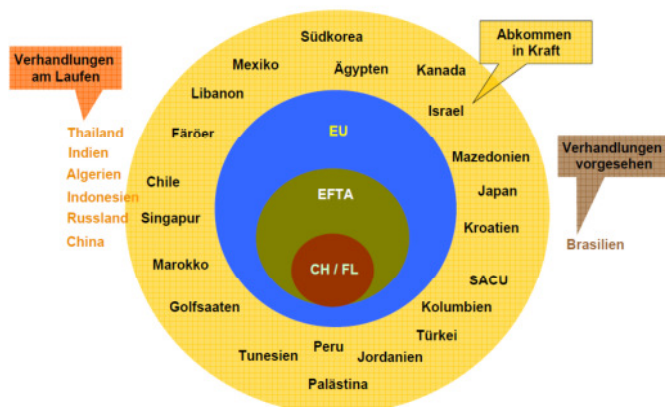 Verhandlungen
am Laufen
Thailand
Indien
Algerien
Indonesien
Russland
China
Südkorea
Mexiko
Ägypten
Kanada
Libanon
Israel
Färöer
Mazedonien
Chile
Japan
Singapur
Kroatien
Marokko
SACU
Golfsaaten
Kolumbien
Türkei
Peru
Tunesien
Jordanien
Palästina
EU
EFTA
CH / FL
Abkommen
in Kraft
Verhandlungen
vorgesehen
Brasilien